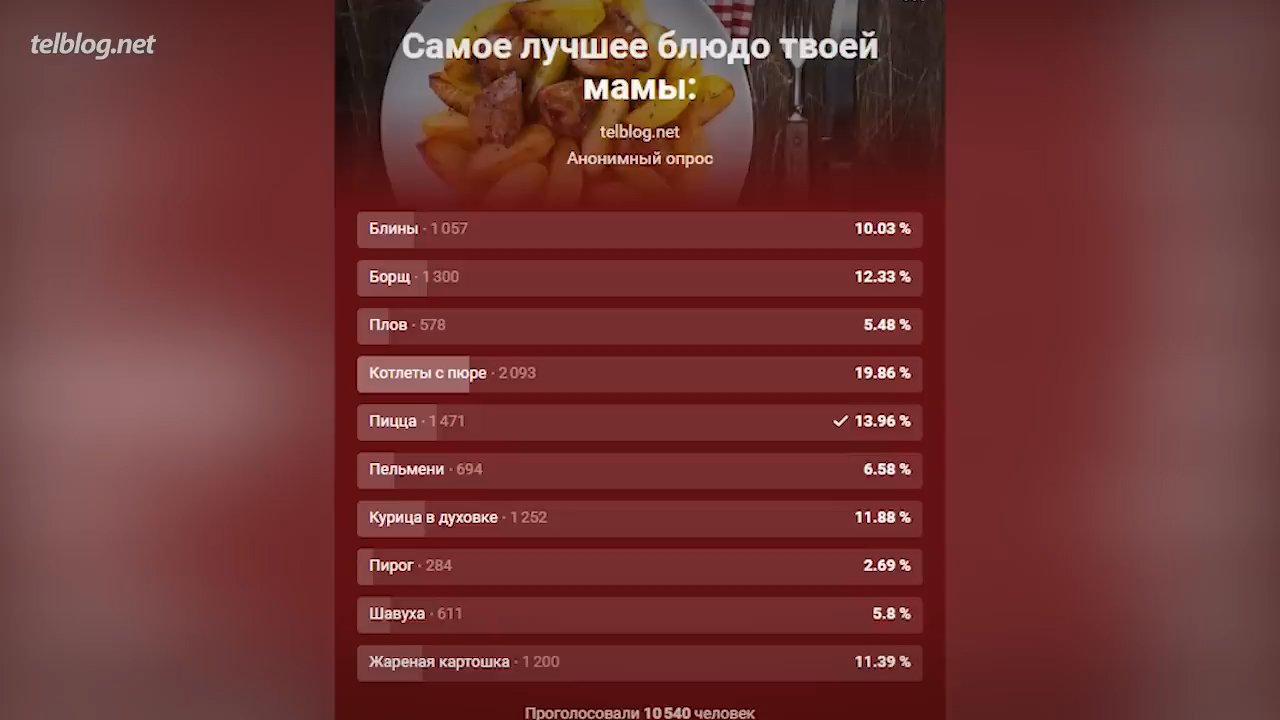 telblog.net
Самое лучшее блюдо твоей
мамы:
telblog.net
Анонимный опрос
Блины · 1 057 10.03 %
Борщ · 1 300 12.33 %
Плов · 578 5.48 %
Котлеты с пюре · 2 093 19.86 %
Пицца · 1 471 13.96 %
Пельмени · 694 6.58 %
Курица в духовке · 1 252 11.88 %
Пирог · 284 2.69 %
Шавуха · 611 5.8 %
Жареная картошка · 1 200 11.39 %
Проголосовали 10 540 человек